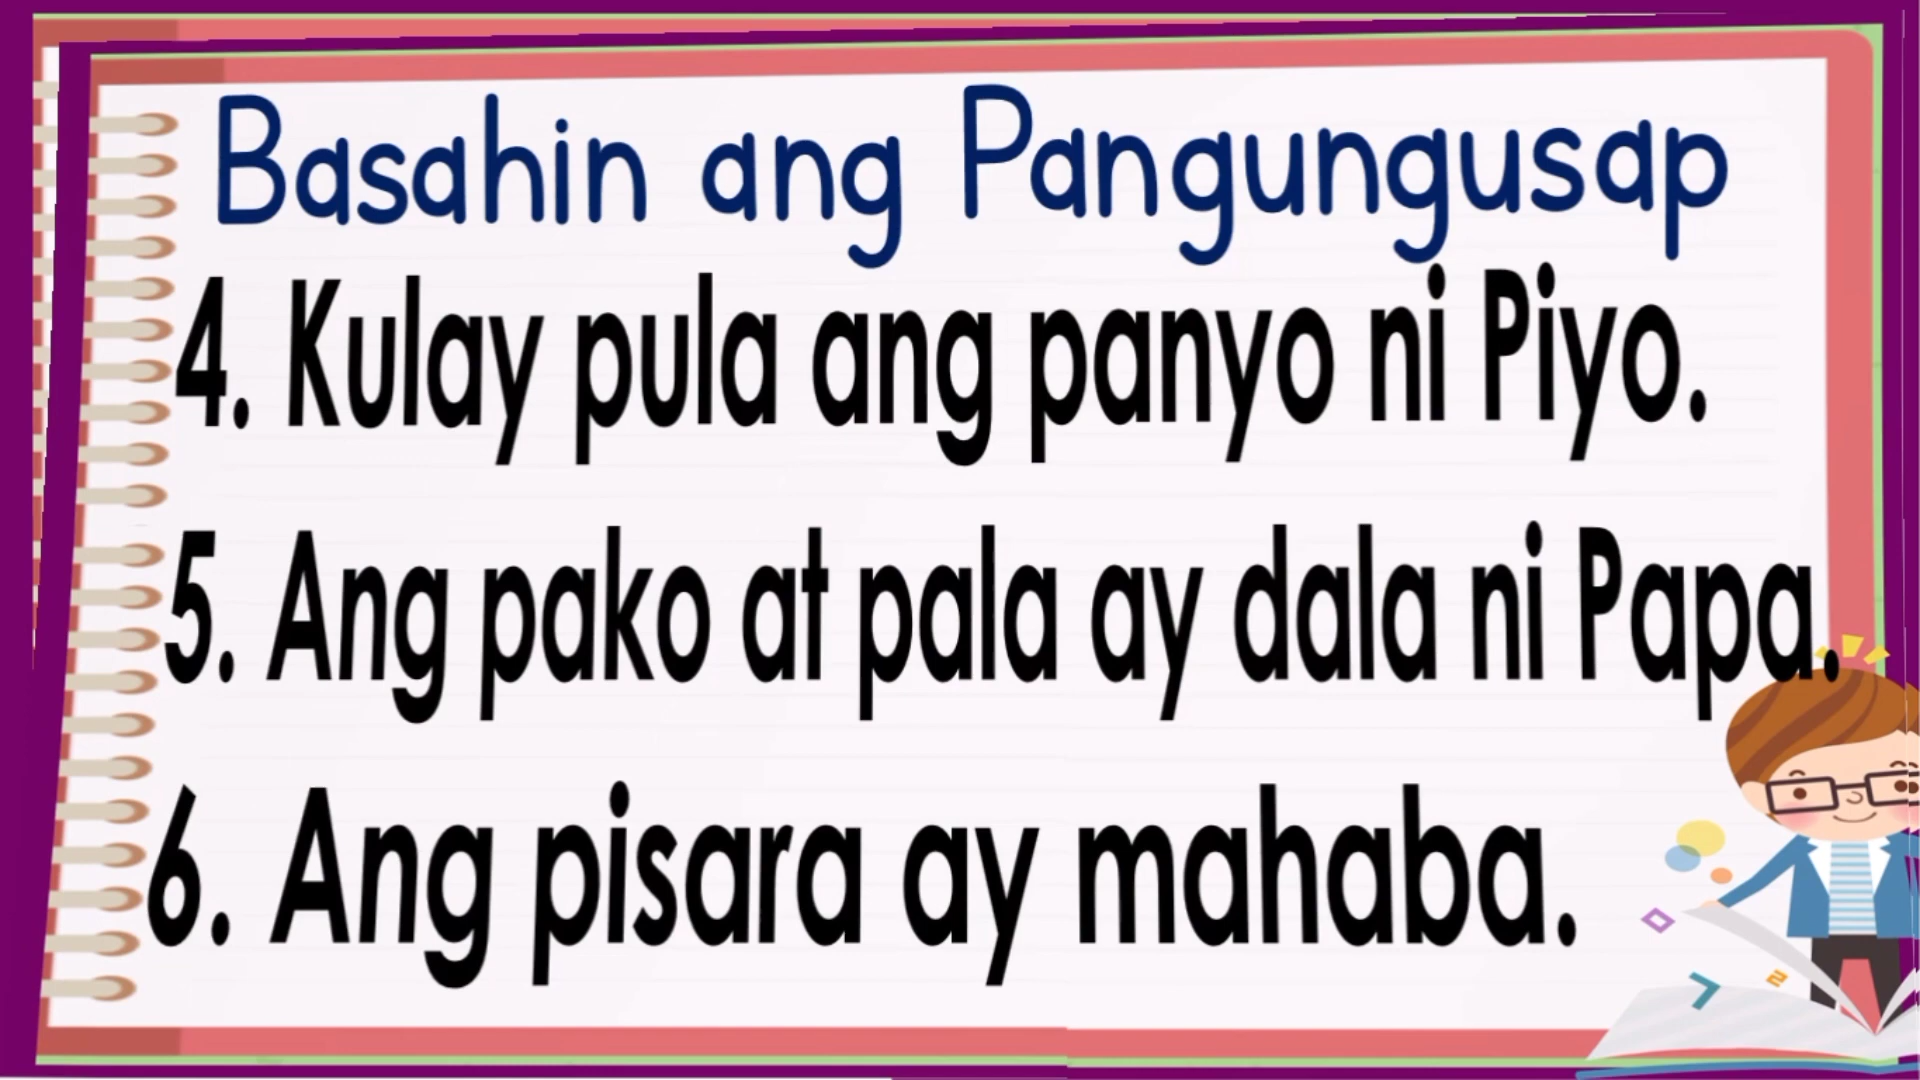 Basahin ang Pangungusap
4. Kulay pula ang panyo ni Piyo.
5. Ang pako at pala ay dala ni Papa.
6. Ang pisara ay mahaba.